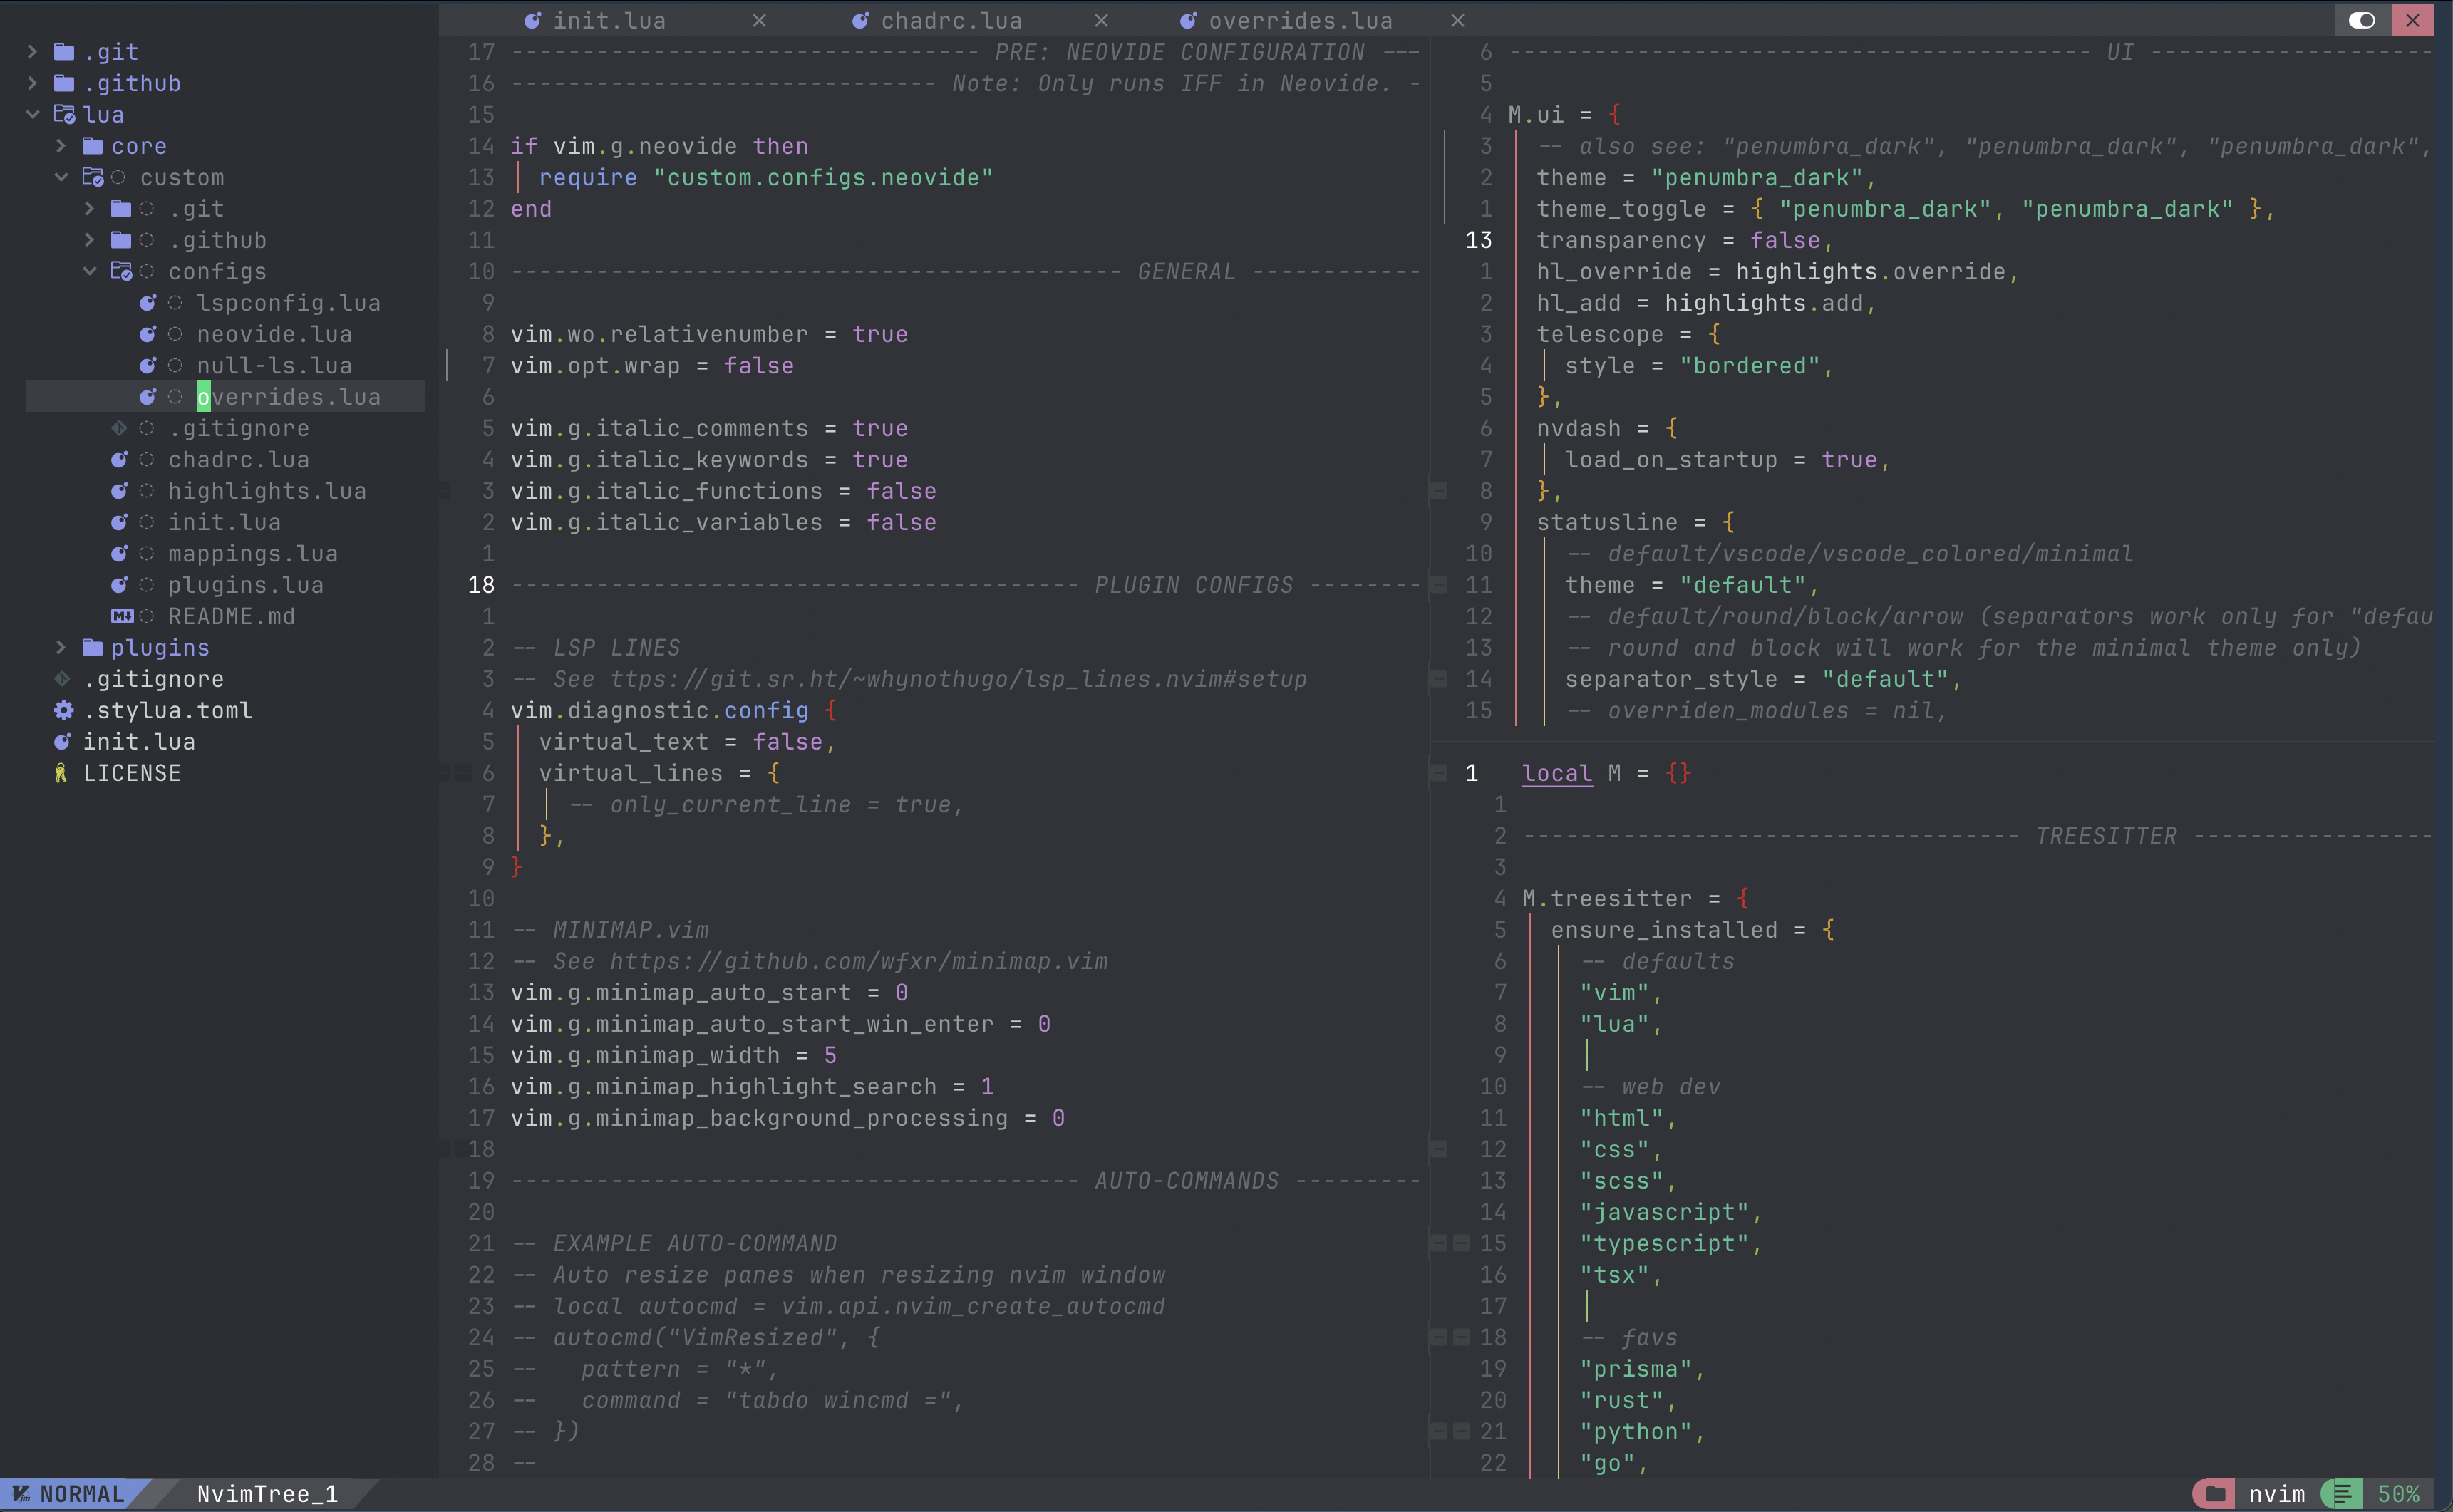 init.lua
chadrc.lua
overrides.lua
.git
.github
lua
core
custom
.git
.github
configs
lspconfig.lua
neovide.lua
null-ls.lua
overrides.lua
.gitignore
chadrc.lua
highlights.lua
init.lua
mappings.lua
plugins.lua
README.md
plugins
.gitignore
.stylua.toml
init.lua
LICENSE
17 --------------------------------- PRE: NEOVIDE CONFIGURATION ---
16 ------------------------------ Note: Only runs IFF in Neovide. -
15
14 if vim.g.neovide then
13   require "custom.configs.neovide"
12 end
11
10 ------------------------------------------- GENERAL ------------
9
8 vim.wo.relativenumber = true
7 vim.opt.wrap = false
6
5 vim.g.italic_comments = true
4 vim.g.italic_keywords = true
3 vim.g.italic_functions = false
2 vim.g.italic_variables = false
1
18 ---------------------------------------- PLUGIN CONFIGS --------
1
2 -- LSP LINES
3 -- See ttps://git.sr.ht/~whynothugo/lsp_lines.nvim#setup
4 vim.diagnostic.config {
5   virtual_text = false,
6   virtual_lines = {
7     -- only_current_line = true,
8   },
9 }
10
11 -- MINIMAP.vim
12 -- See https://github.com/wfxr/minimap.vim
13 vim.g.minimap_auto_start = 0
14 vim.g.minimap_auto_start_win_enter = 0
15 vim.g.minimap_width = 5
16 vim.g.minimap_highlight_search = 1
17 vim.g.minimap_background_processing = 0
18
19 ---------------------------------------- AUTO-COMMANDS ---------
20
21 -- EXAMPLE AUTO-COMMAND
22 -- Auto resize panes when resizing nvim window
23 -- local autocmd = vim.api.nvim_create_autocmd
24 -- autocmd("VimResized", {
25 --   pattern = "*",
26 --   command = "tabdo wincmd =",
27 -- })
28 --
6 ----------------------------------------- UI --------------------
5
4 M.ui = {
3   -- also see: "penumbra_dark", "penumbra_dark", "penumbra_dark",
2   theme = "penumbra_dark",
1   theme_toggle = { "penumbra_dark", "penumbra_dark" },
13   transparency = false,
1   hl_override = highlights.override,
2   hl_add = highlights.add,
3   telescope = {
4     style = "bordered",
5   },
6   nvdash = {
7     load_on_startup = true,
8   },
9   statusline = {
10     -- default/vscode/vscode_colored/minimal
11     theme = "default",
12     -- default/round/block/arrow (separators work only for "defau
13     -- round and block will work for the minimal theme only)
14     separator_style = "default",
15     -- overriden_modules = nil,
1 local M = {}
1
2 ----------------------------------- TREESITTER -----------------
3
4 M.treesitter = {
5   ensure_installed = {
6     -- defaults
7     "vim",
8     "lua",
9
10     -- web dev
11     "html",
12     "css",
13     "scss",
14     "javascript",
15     "typescript",
16     "tsx",
17
18     -- favs
19     "prisma",
20     "rust",
21     "python",
22     "go",
NORMAL NvimTree_1 nvim 50%